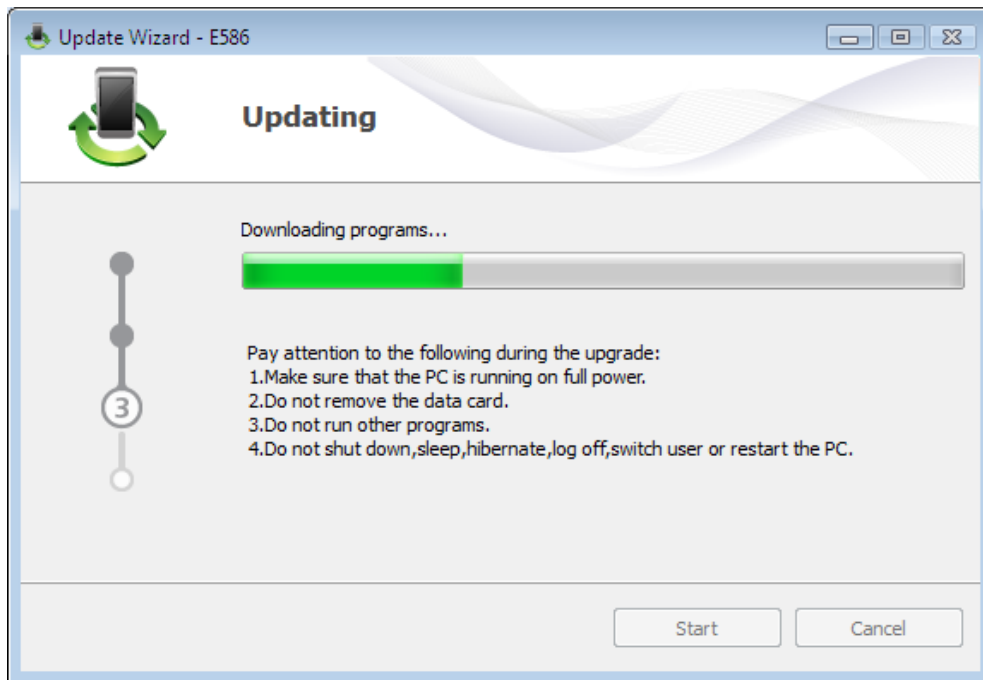 Update Wizard - E586
Updating
Downloading programs...
3
Pay attention to the following during the upgrade:
1.Make sure that the PC is running on full power.
2.Do not remove the data card.
3.Do not run other programs.
4.Do not shut down,sleep,hibernate,log off,switch user or restart the PC.
Start Cancel